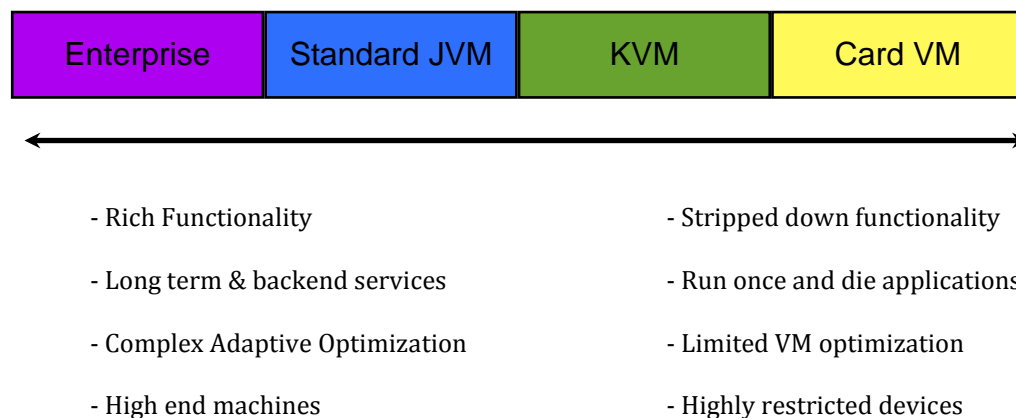 Enterprise Standard JVM KVM Card VM
- Rich Functionality - Stripped down functionality
- Long term & backend services - Run once and die applications
- Complex Adaptive Optimization - Limited VM optimization
- High end machines - Highly restricted devices